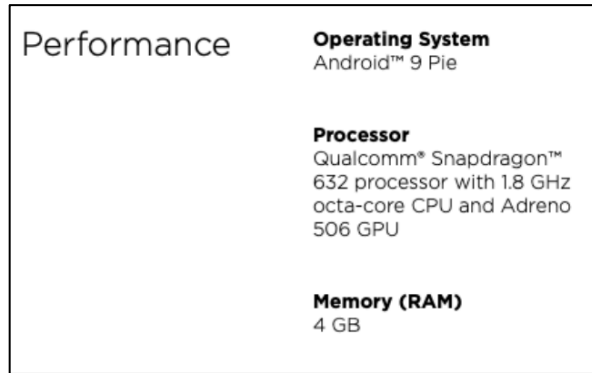 Performance
Operating System
Android™ 9 Pie
Processor
Qualcomm® Snapdragon™
632 processor with 1.8 GHz
octa-core CPU and Adreno
506 GPU
Memory (RAM)
4 GB